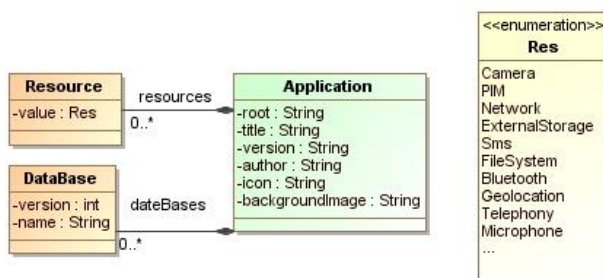 Resource
-value : Res
resources
0..*
DataBase
-version : int
-name : String
dateBases
0..*
Application
-root : String
-title : String
-version : String
-author : String
-icon : String
-backgroundImage : String
<<enumeration>>
Res
Camera
PIM
Network
ExternalStorage
Sms
FileSystem
Bluetooth
Geolocation
Telephony
Microphone
...